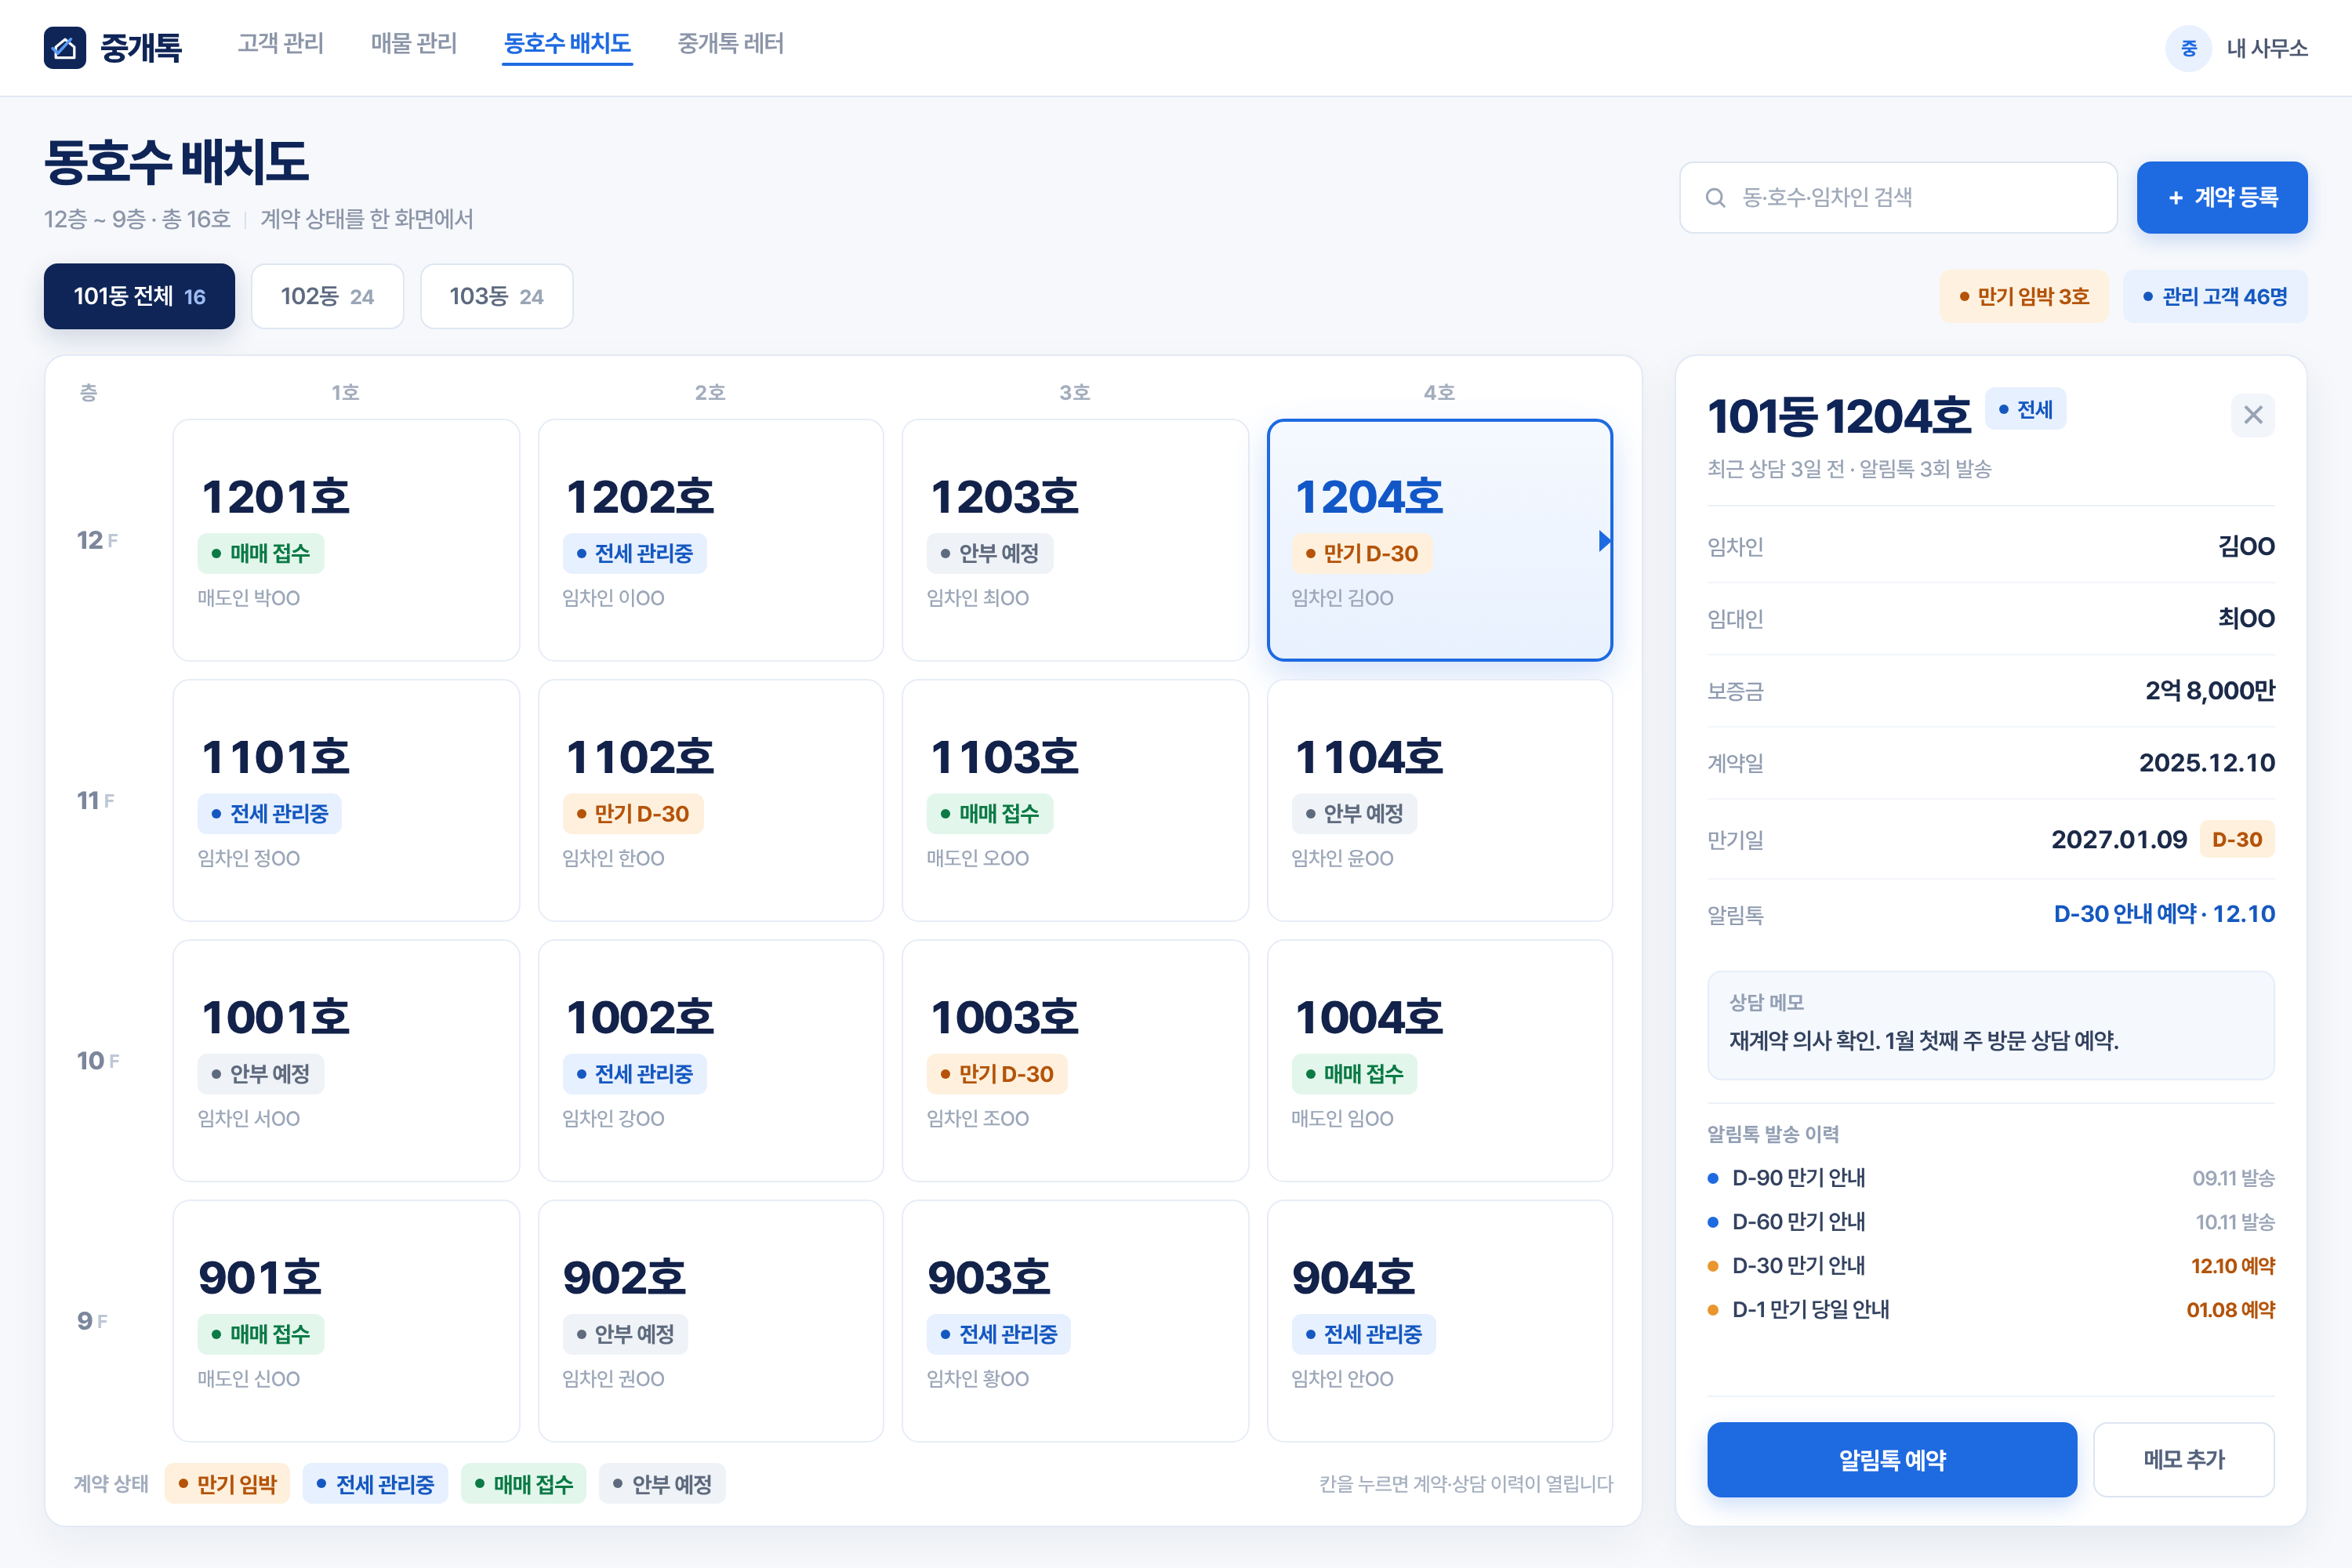 중개톡
고객 관리
매물 관리
동호수 배치도
중개톡 레터
중
내 사무소
동호수 배치도
12층 ~ 9층 · 총 16호 | 계약 상태를 한 화면에서
동·호수·임차인 검색
+ 계약 등록
101동 전체 16
102동 24
103동 24
만기 임박 3호
관리 고객 46명
층 1호 2호 3호 4호
12 F
1201호
매매 접수
매도인 박OO
1202호
전세 관리중
임차인 이OO
1203호
안부 예정
임차인 최OO
1204호
만기 D-30
임차인 김OO
11 F
1101호
전세 관리중
임차인 정OO
1102호
만기 D-30
임차인 한OO
1103호
매매 접수
매도인 오OO
1104호
안부 예정
임차인 윤OO
10 F
1001호
안부 예정
임차인 서OO
1002호
전세 관리중
임차인 강OO
1003호
만기 D-30
임차인 조OO
1004호
매매 접수
매도인 임OO
9 F
901호
매매 접수
매도인 신OO
902호
안부 예정
임차인 권OO
903호
전세 관리중
임차인 황OO
904호
전세 관리중
임차인 안OO
계약 상태 만기 임박 전세 관리중 매매 접수 안부 예정
칸을 누르면 계약·상담 이력이 열립니다
101동 1204호 전세
최근 상담 3일 전 · 알림톡 3회 발송
임차인 김OO
임대인 최OO
보증금 2억 8,000만
계약일 2025.12.10
만기일 2027.01.09 D-30
알림톡 D-30 안내 예약 · 12.10
상담 메모
재계약 의사 확인. 1월 첫째 주 방문 상담 예약.
알림톡 발송 이력
D-90 만기 안내 09.11 발송
D-60 만기 안내 10.11 발송
D-30 만기 안내 12.10 예약
D-1 만기 당일 안내 01.08 예약
알림톡 예약
메모 추가